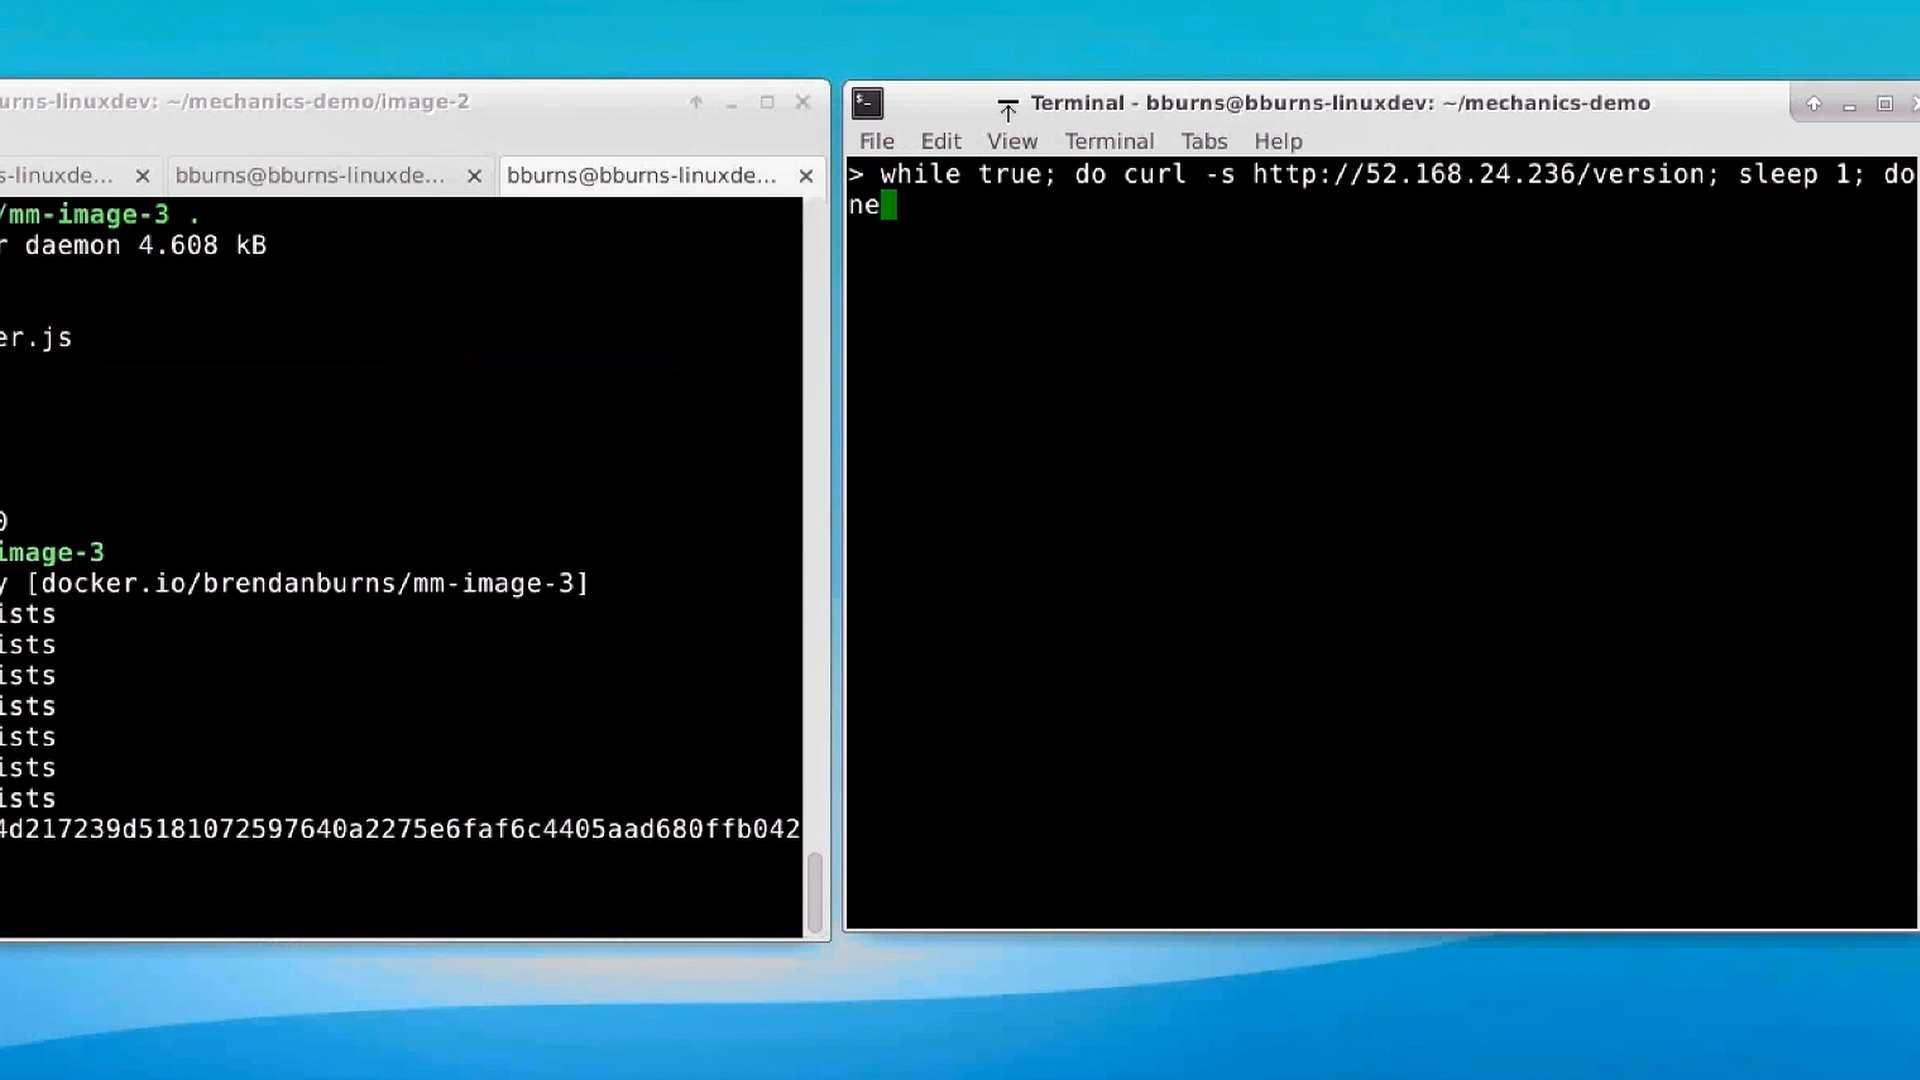 urns-linuxdev: ~/mechanics-demo/image-2
s-linuxde... bburns@bburns-linuxde... bburns@bburns-linuxde...
/mm-image-3 .
r daemon 4.608 kB
er.js
0
image-3
y [docker.io/brendanburns/mm-image-3]
ists
ists
ists
ists
ists
ists
ists
4d217239d5181072597640a2275e6faf6c4405aad680ffb042
Terminal - bburns@bburns-linuxdev: ~/mechanics-demo
File Edit View Terminal Tabs Help
> while true; do curl -s http://52.168.24.236/version; sleep 1; do
ne